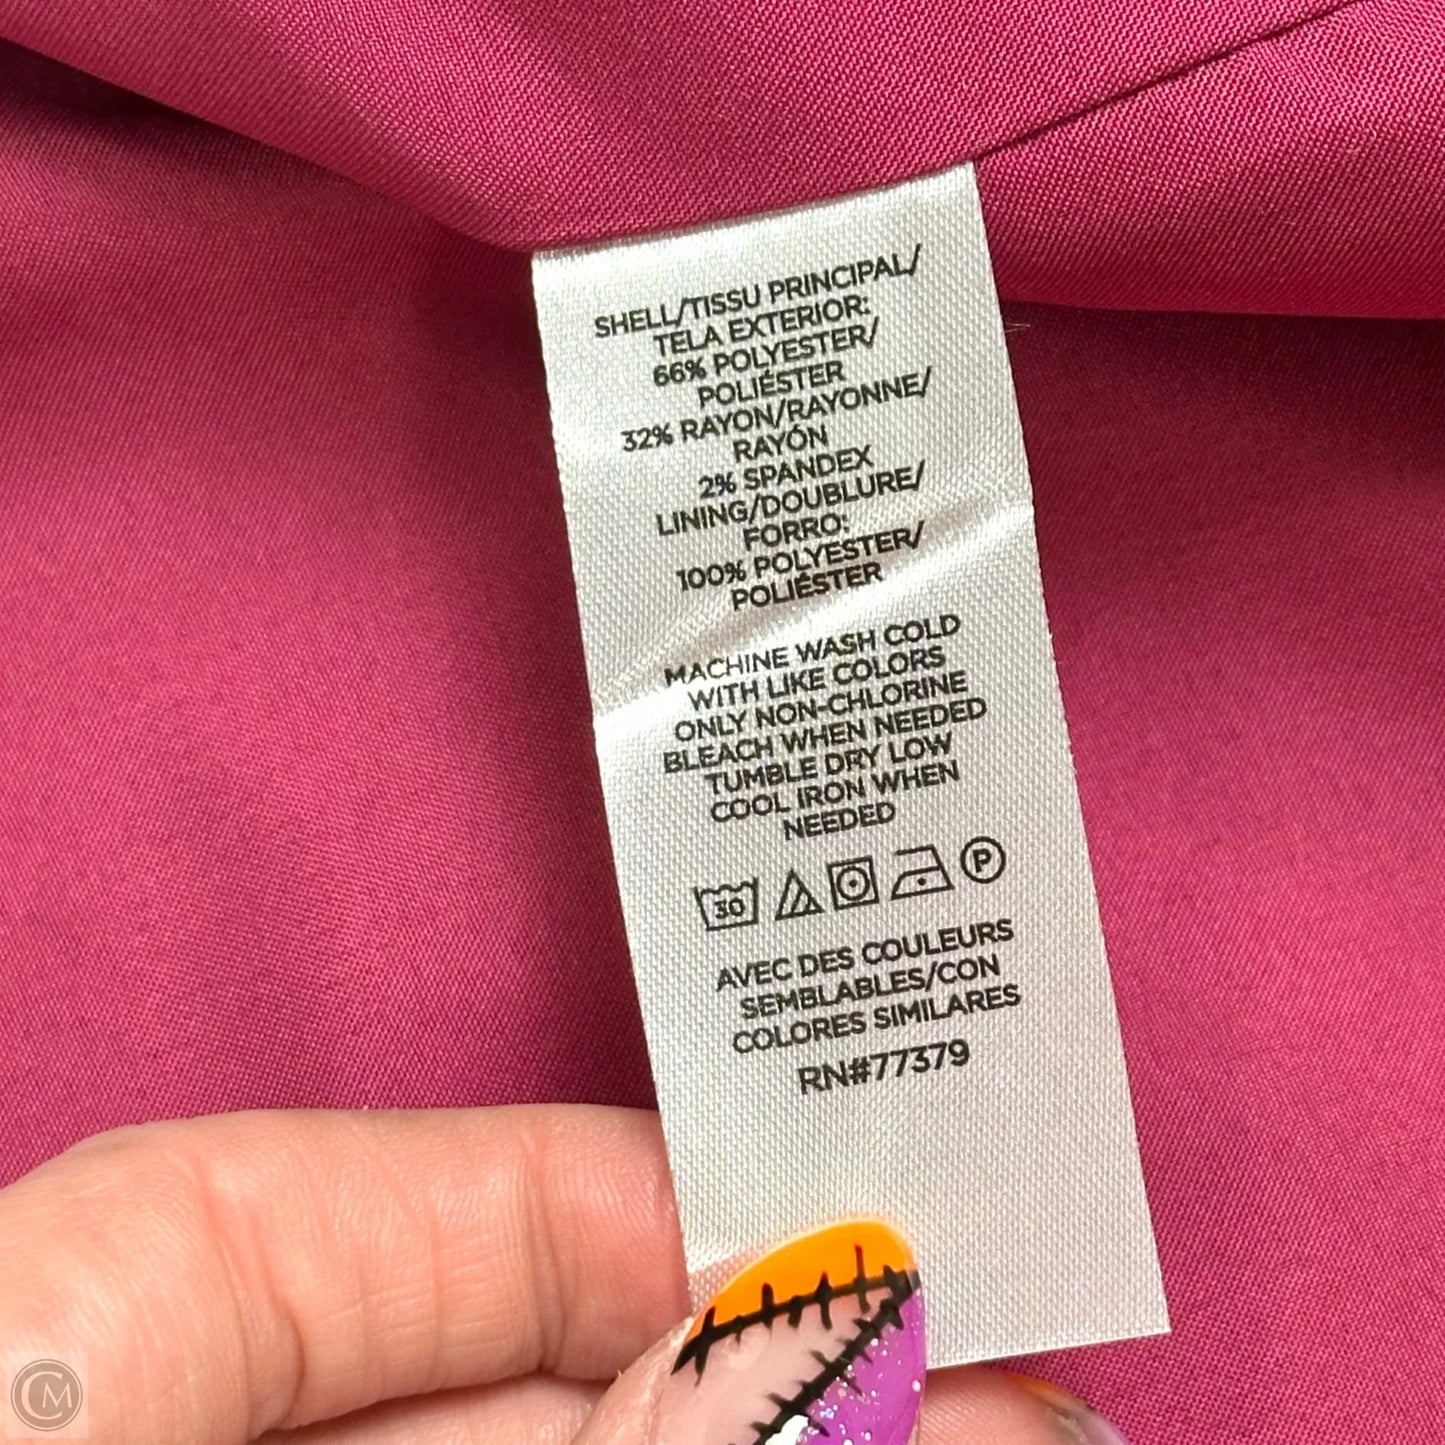 SHELL/TISSU PRINCIPAL/
TELA EXTERIOR:
66% POLYESTER/
POLIÉSTER
32% RAYON/RAYONNE/
RAYÓN
2% SPANDEX
LINING/DOUBLURE/
FORRO:
100% POLYESTER/
POLIÉSTER
MACHINE WASH COLD
WITH LIKE COLORS
ONLY NON-CHLORINE
BLEACH WHEN NEEDED
TUMBLE DRY LOW
COOL IRON WHEN
NEEDED
30 P
AVEC DES COULEURS
SEMBLABLES/CON
COLORES SIMILARES
RN#77379
CM